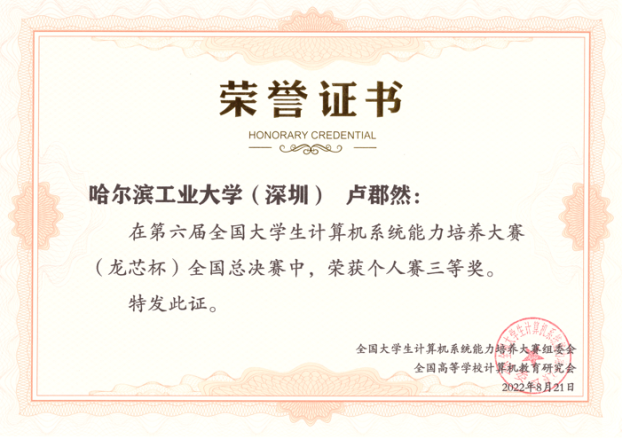 荣誉证书
HONORARY CREDENTIAL
哈尔滨工业大学（深圳） 卢郡然：
在第六届全国大学生计算机系统能力培养大赛
（龙芯杯）全国总决赛中，荣获个人赛三等奖。
特发此证。
全国大学生计算机系统能力培养大赛组委会
全国高等学校计算机教育研究会
2022年8月21日